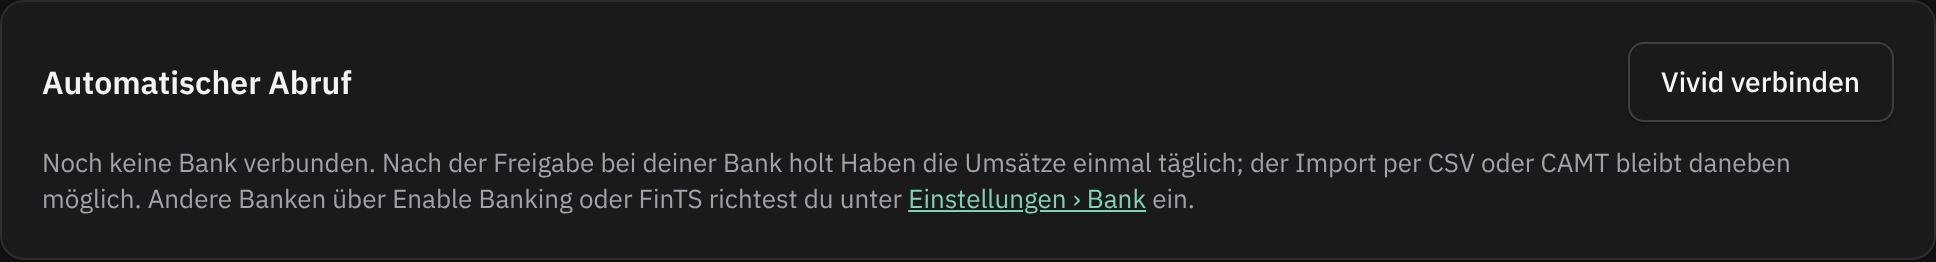 Automatischer Abruf
Vivid verbinden
Noch keine Bank verbunden. Nach der Freigabe bei deiner Bank holt Haben die Umsätze einmal täglich; der Import per CSV oder CAMT bleibt daneben
möglich. Andere Banken über Enable Banking oder FinTS richtest du unter Einstellungen › Bank ein.